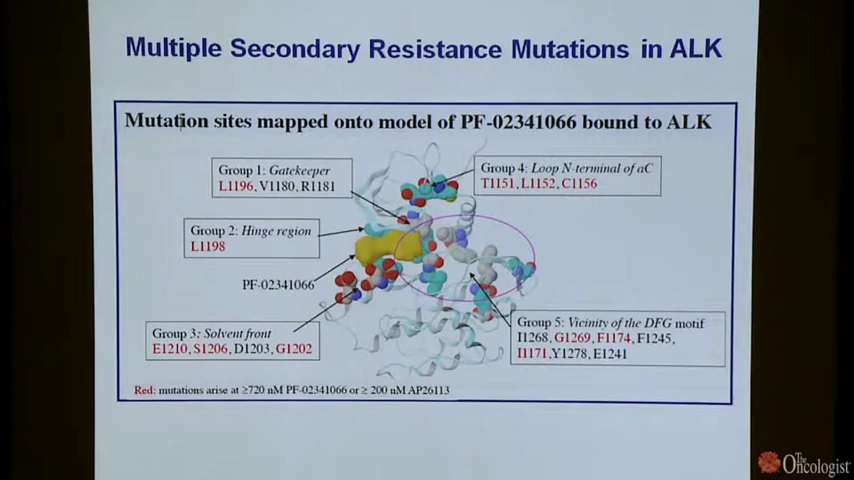 Multiple Secondary Resistance Mutations in ALK
Mutation sites mapped onto model of PF-02341066 bound to ALK
Group 1: Gatekeeper
L1196, V1180, R1181
Group 4: Loop N-terminal of αC
T1151, L1152, C1156
Group 2: Hinge region
L1198
PF-02341066
Group 3: Solvent front
E1210, S1206, D1203, G1202
Group 5: Vicinity of the DFG motif
I1268, G1269, F1174, F1245,
I1171,Y1278, E1241
Red: mutations arise at ≥720 nM PF-02341066 or ≥ 200 nM AP26113
The
Oncologist